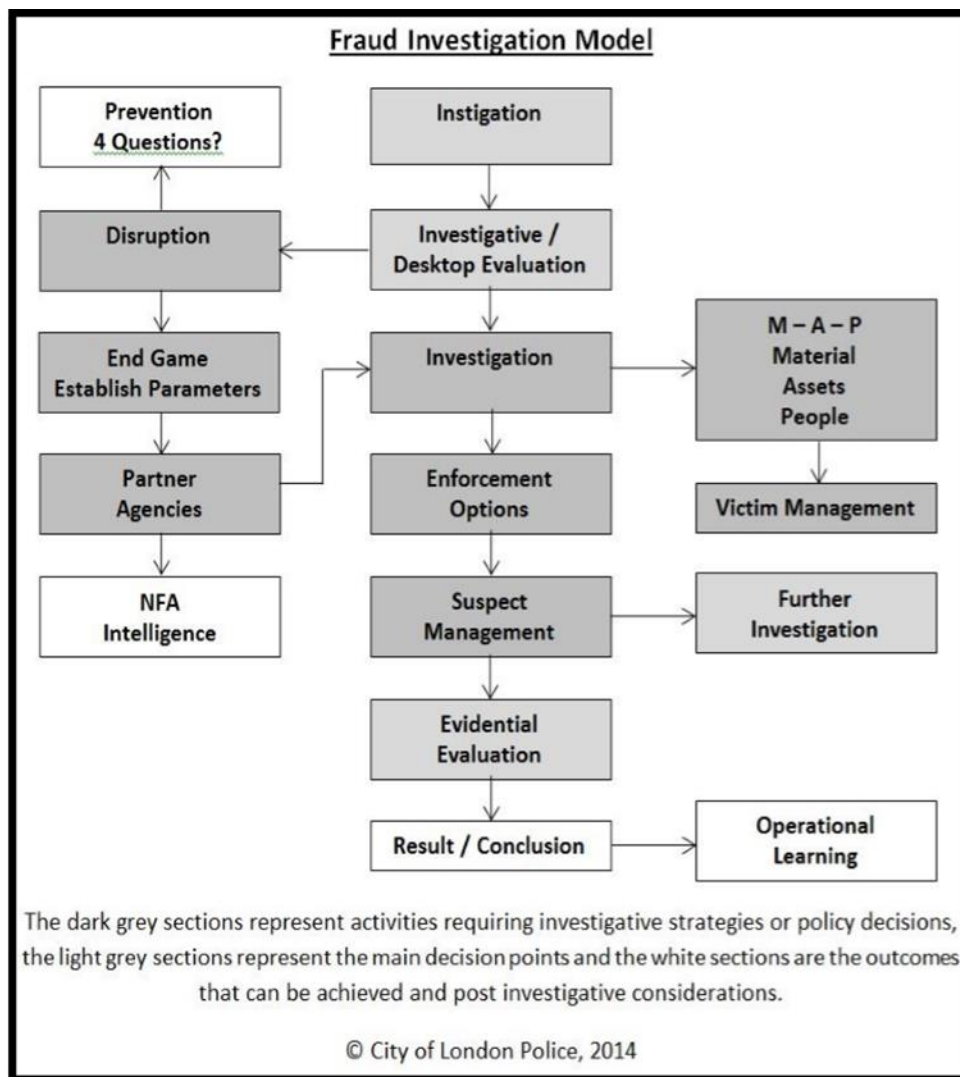 Fraud Investigation Model
Prevention
4 Questions?
Instigation
Disruption
Investigative /
Desktop Evaluation
End Game
Establish Parameters
Investigation
M – A – P
Material
Assets
People
Partner
Agencies
Enforcement
Options
Victim Management
NFA
Intelligence
Suspect
Management
Further
Investigation
Evidential
Evaluation
Result / Conclusion
Operational
Learning
The dark grey sections represent activities requiring investigative strategies or policy decisions,
the light grey sections represent the main decision points and the white sections are the outcomes
that can be achieved and post investigative considerations.
© City of London Police, 2014